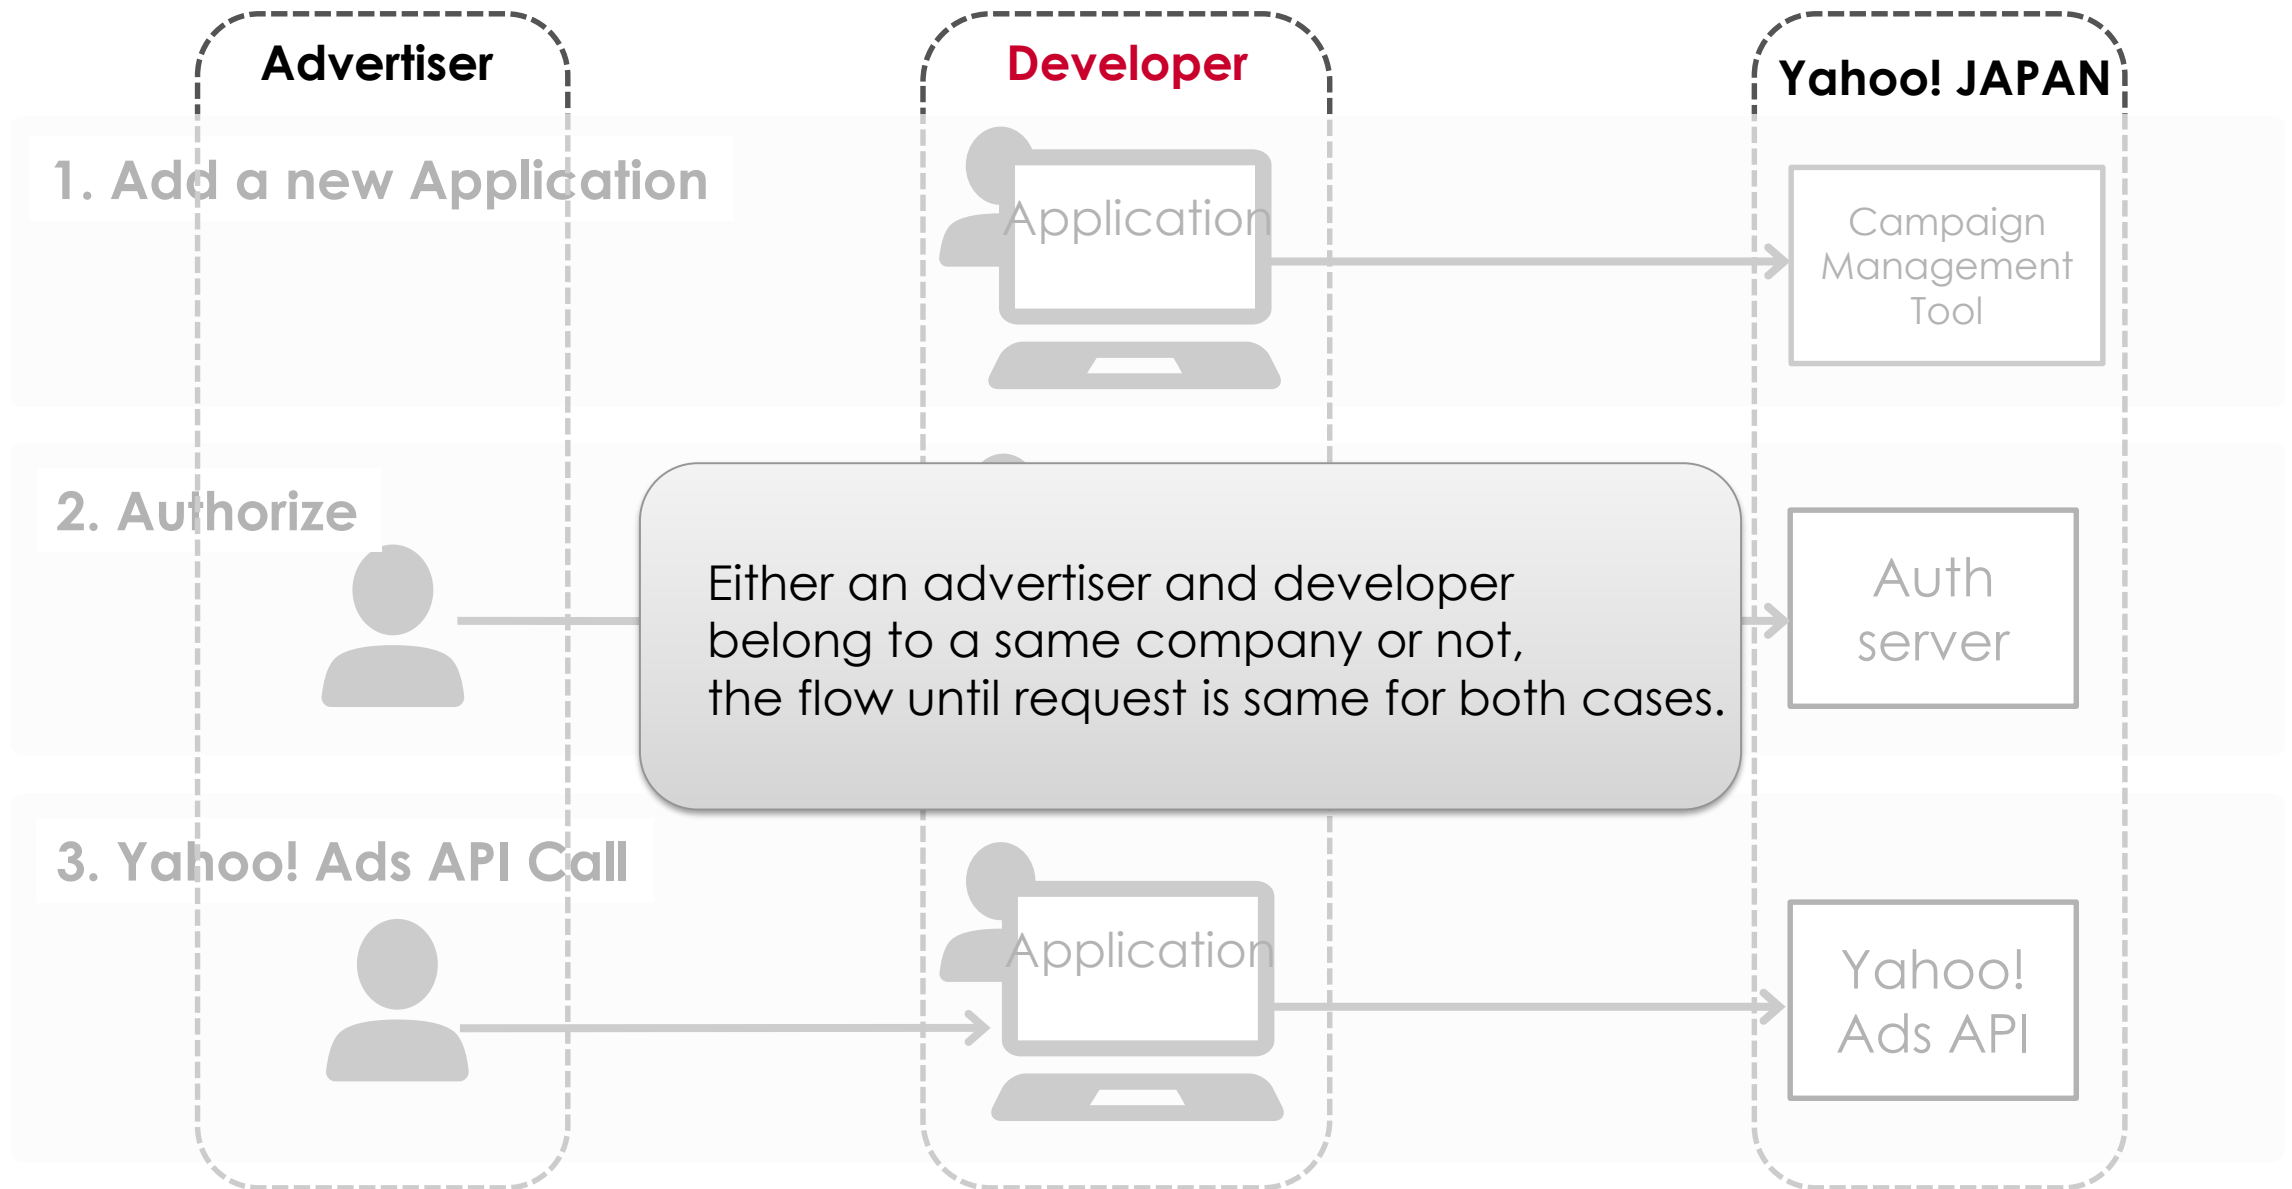 Advertiser
Developer
Yahoo! JAPAN
1. Add a new Application
Application
Campaign
Management
Tool
2. Authorize
Either an advertiser and developer
belong to a same company or not,
the flow until request is same for both cases.
Auth
server
3. Yahoo! Ads API Call
Application
Yahoo!
Ads API